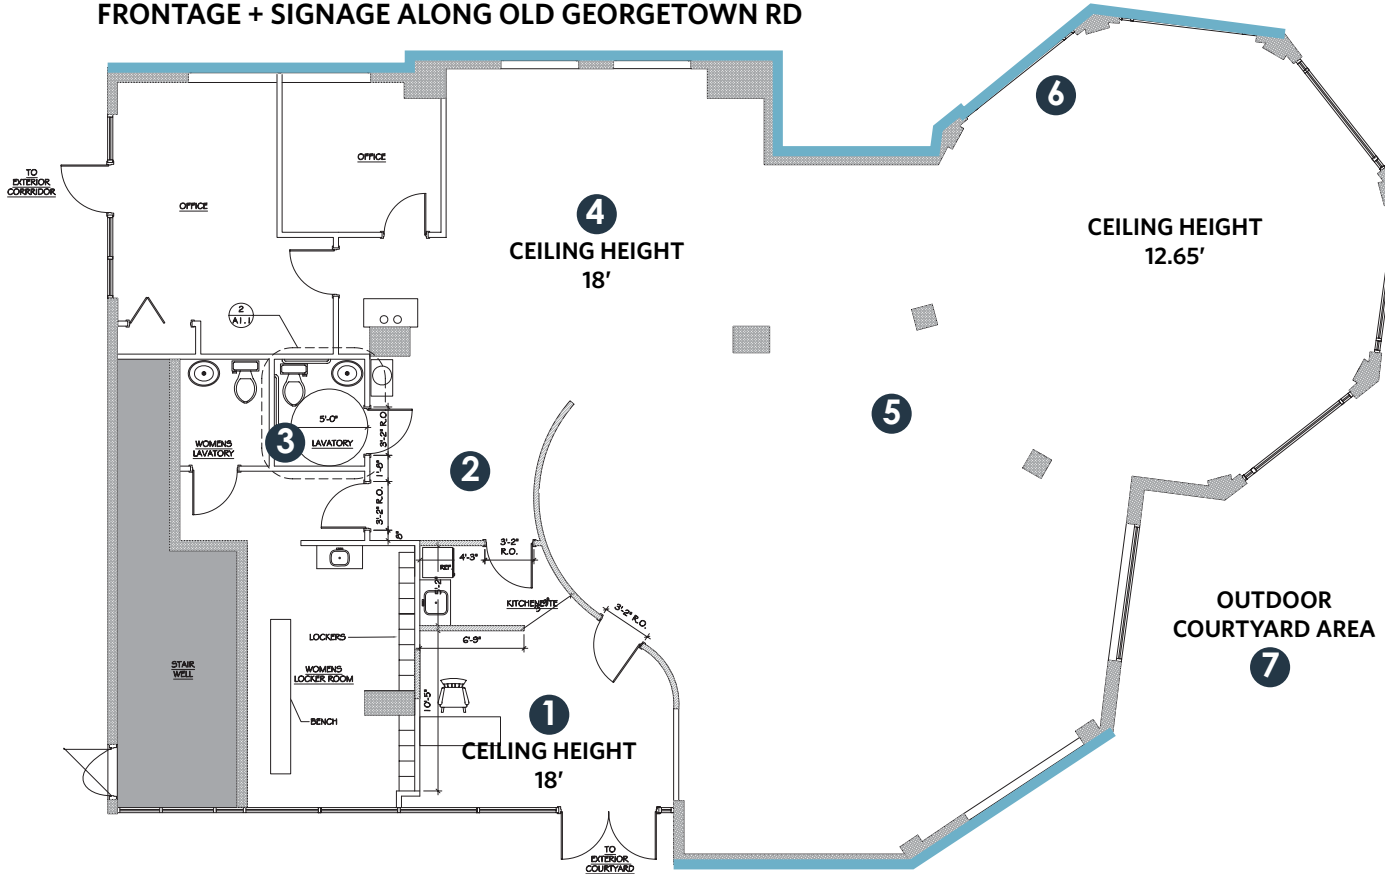 FRONTAGE + SIGNAGE ALONG OLD GEORGETOWN RD
6
TO
EXTERIOR
CORRRIDOR
OFFICE
OFFICE
4
CEILING HEIGHT
18'
CEILING HEIGHT
12.65'
2
A1.1
5'-0"
3
LAVATORY
WOMENS
LAVATORY
3'-2" R.O.
1'-8"
3'-2" R.O.
8"
2
5
4'-3"
3'-2"
R.O.
REF.
KITCHENETTE
3'-2" R.O.
6'-9"
LOCKERS
WOMENS
LOCKER ROOM
STAIR
WELL
BENCH
10'-5"
1
CEILING HEIGHT
18'
OUTDOOR
COURTYARD AREA
7
TO
EXTERIOR
COURTYARD